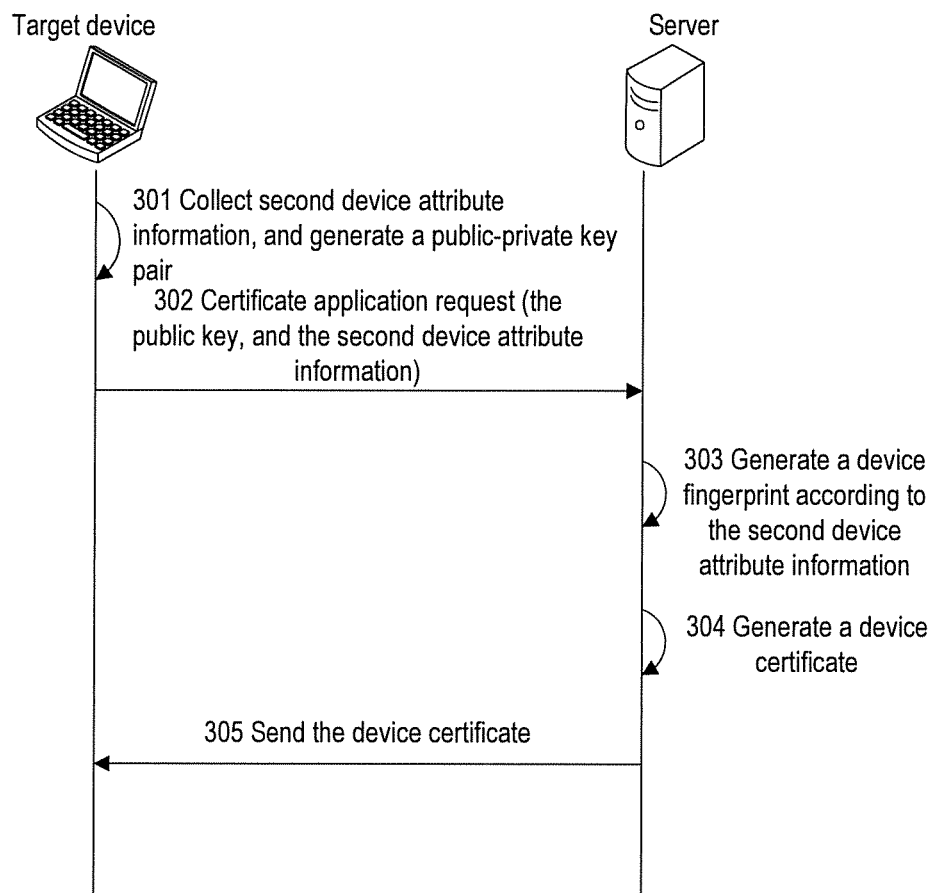 Target device
Server
301 Collect second device attribute
information, and generate a public-private key
pair
302 Certificate application request (the
public key, and the second device attribute
information)
303 Generate a device
fingerprint according to
the second device
attribute information
304 Generate a device
certificate
305 Send the device certificate